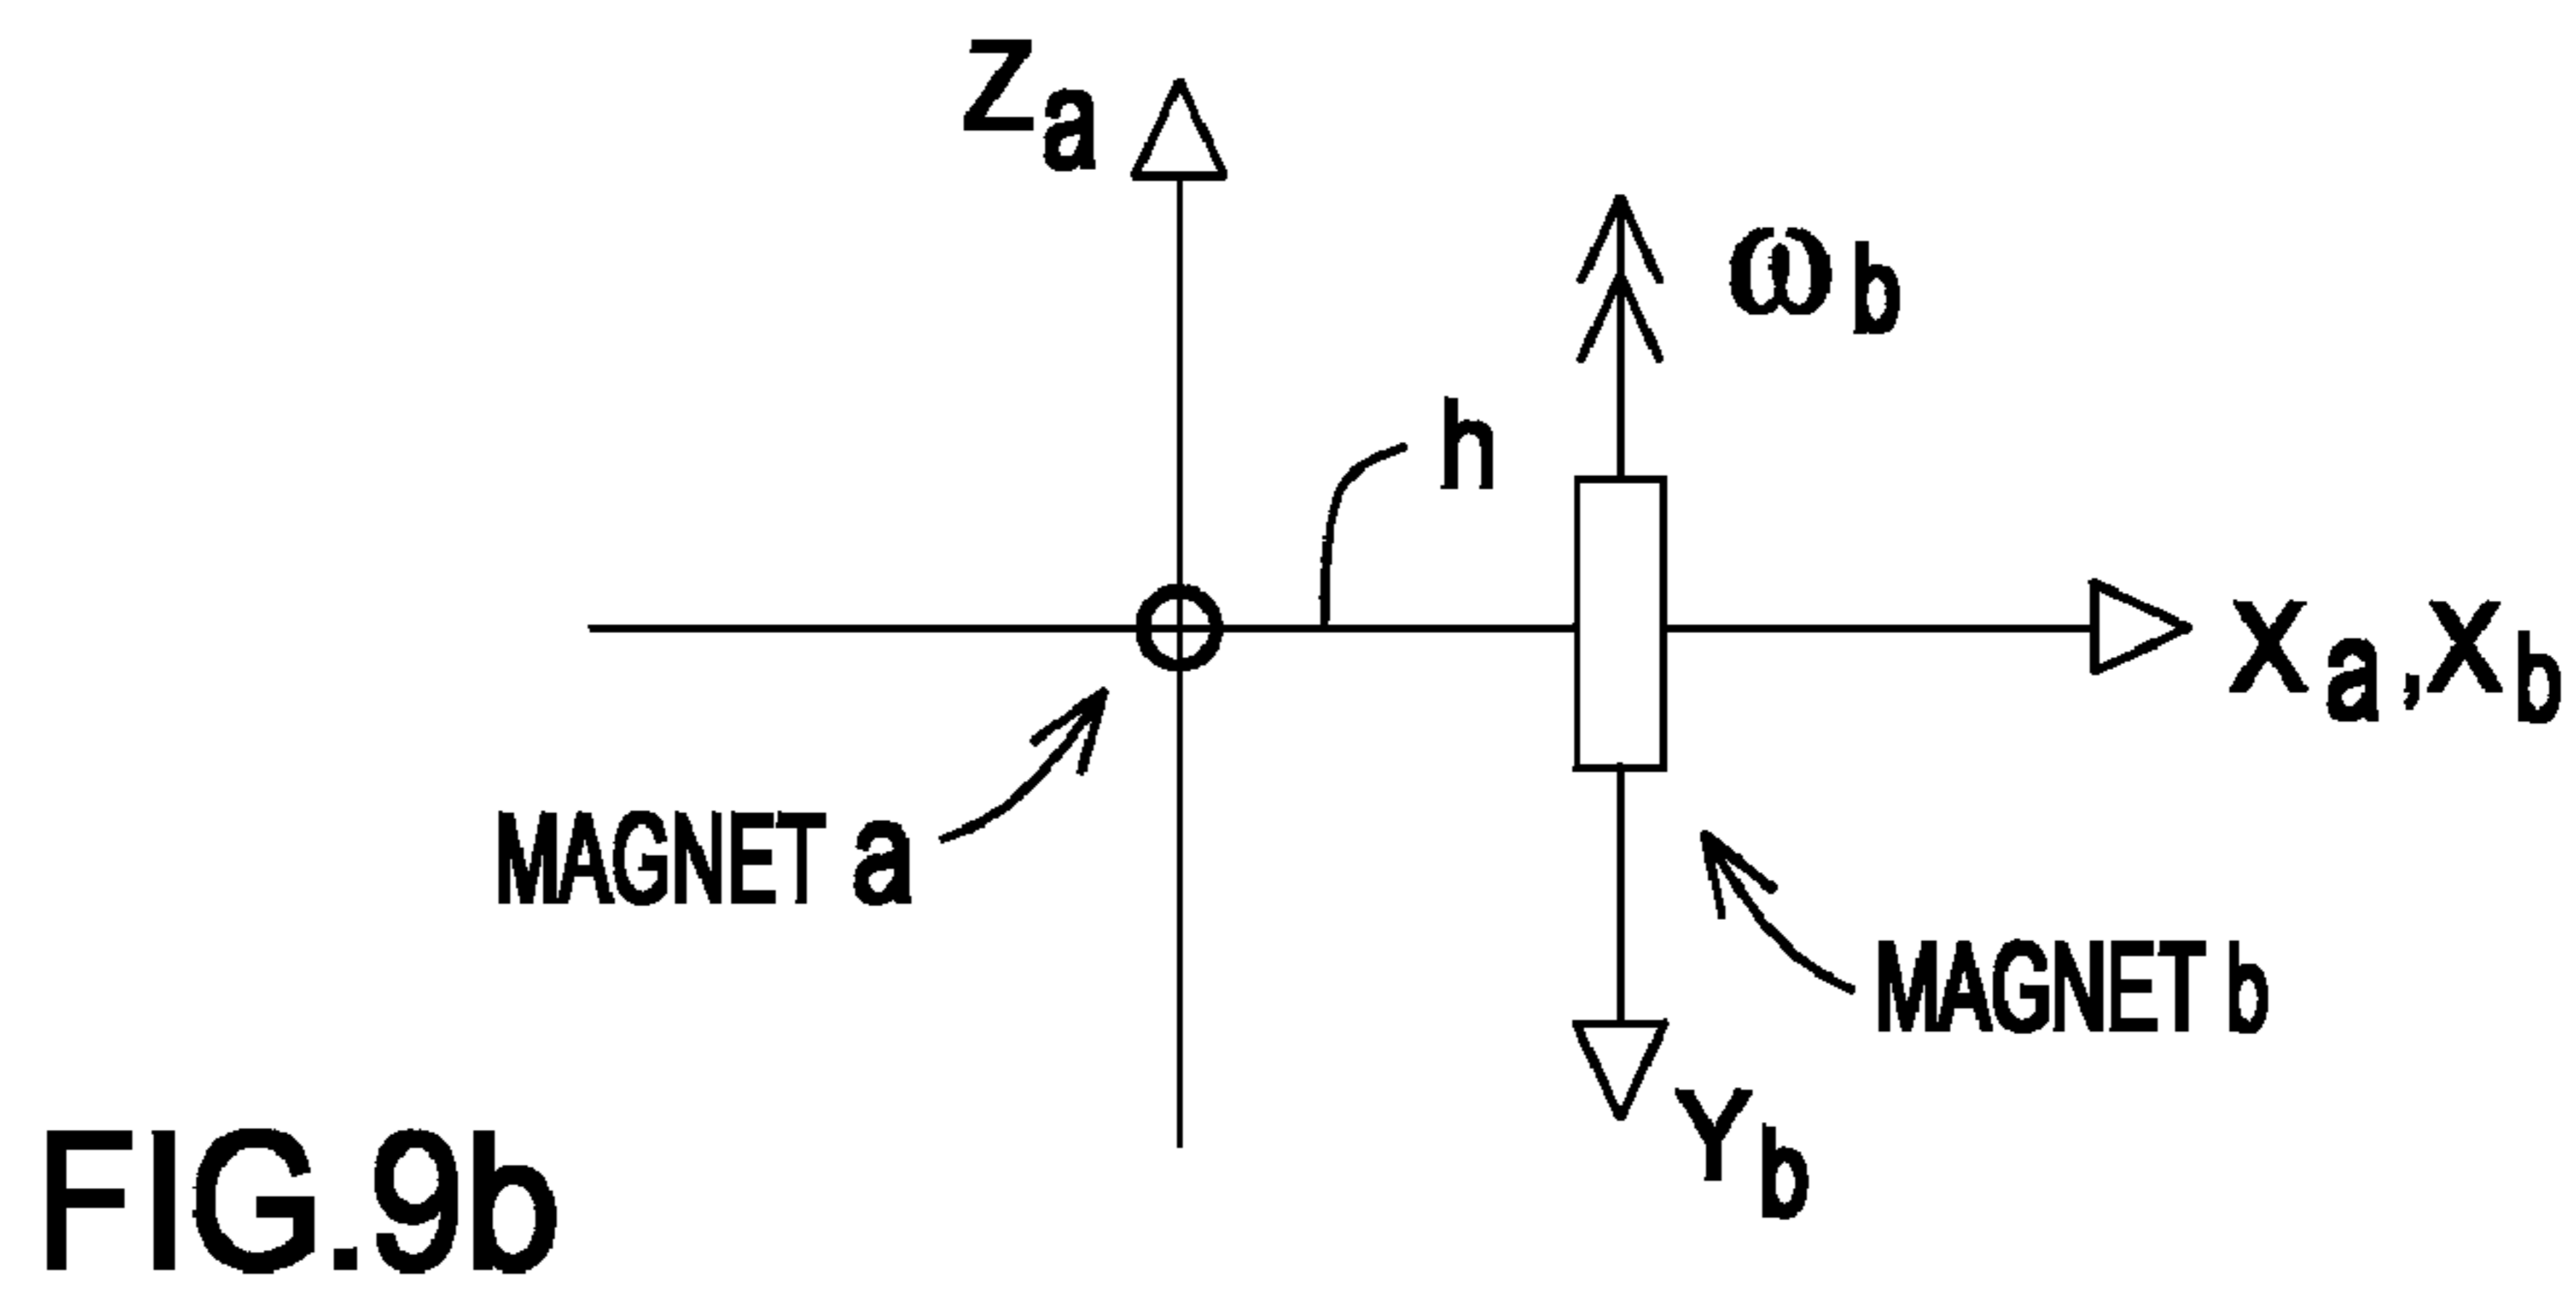 Za
ωb
h
Xa,Xb
MAGNET a
MAGNET b
Yb
FIG.9b